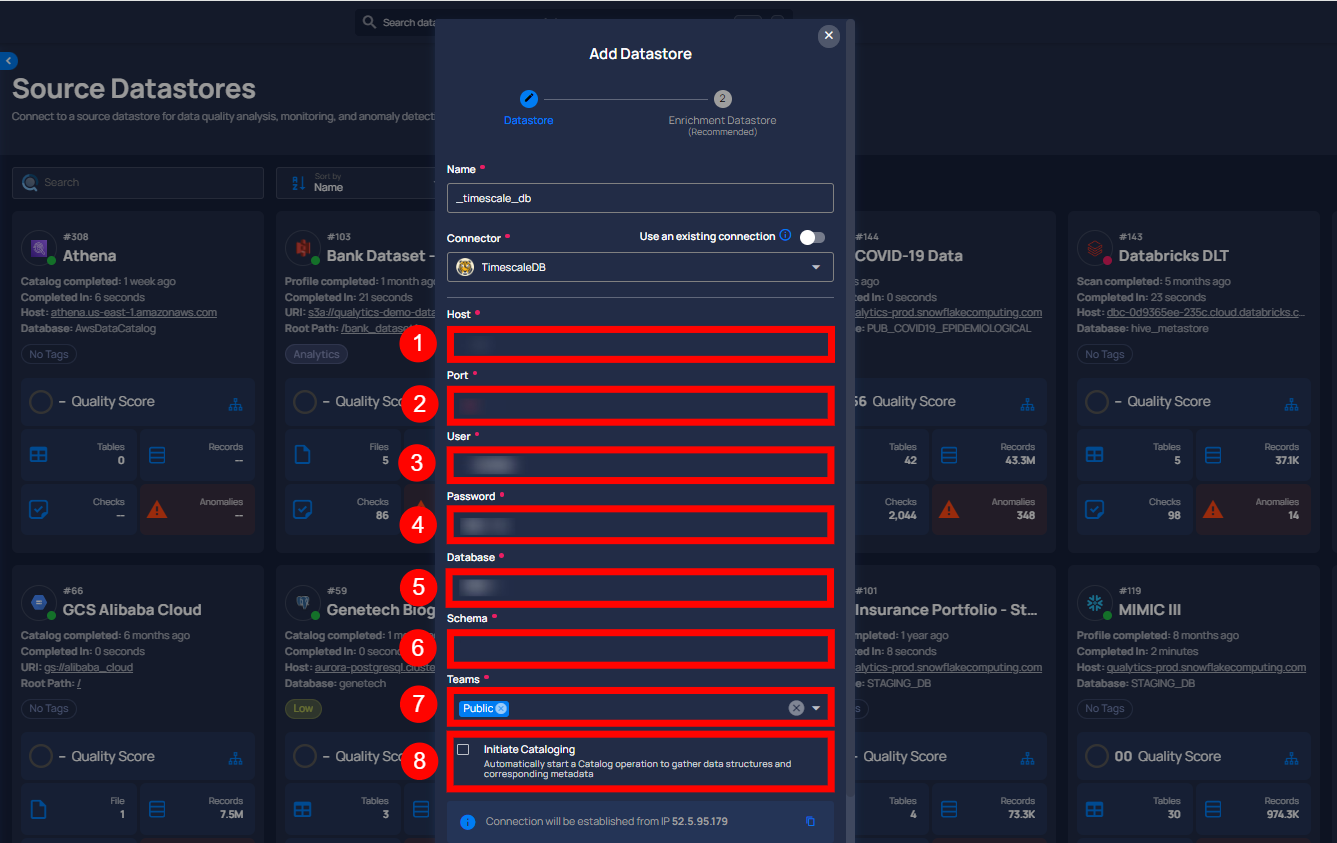 Search data
Add Datastore
Source Datastores
Connect to a source datastore for data quality analysis, monitoring, and anomaly detect
2
Datastore
Enrichment Datastore
(Recommended)
Search
Sort by
Name
Name *
_timescale_db
Connector *
Use an existing connection
TimescaleDB
Host *
1
Port *
2
User *
3
Password *
4
Database *
5
Schema *
6
Teams *
7
Public
8
Initiate Cataloging
Automatically start a Catalog operation to gather data structures and
corresponding metadata
Connection will be established from IP 52.5.95.179
#308
Athena
Catalog completed: 1 week ago
Completed In: 6 seconds
Host: athena.us-east-1.amazonaws.com
Database: AwsDataCatalog
No Tags
– Quality Score
Tables
0
Records
--
Checks
--
Anomalies
--
#103
Bank Dataset -
Profile completed: 1 month ago
Completed In: 21 seconds
URI: s3a://qualytics-demo-data
Root Path: /bank_dataset
Analytics
– Quality Sco
Files
5
Checks
86
#144
COVID-19 Data
ago
ed In: 0 seconds
alytics-prod.snowflakecomputing.com
e: PUB_COVID19_EPIDEMIOLOGICAL
56 Quality Score
Tables
42
Records
43.3M
Checks
2,044
Anomalies
348
#143
Databricks DLT
Scan completed: 5 months ago
Completed In: 23 seconds
Host: dbc-0d9365ee-235c.cloud.databricks.c...
Database: hive_metastore
No Tags
– Quality Score
Tables
5
Records
37.1K
Checks
98
Anomalies
14
#66
GCS Alibaba Cloud
Catalog completed: 6 months ago
Completed In: 0 seconds
URI: gs://alibaba_cloud
Root Path: /
No Tags
– Quality Score
File
1
Records
7.5M
#59
Genetech Biog
Catalog completed: 1 mo
Completed In: 0 second
Host: aurora-postgresql.cluste
Database: genetech
Low
– Quality Sco
Tables
3
#101
Insurance Portfolio - St...
mpleted: 1 year ago
ed In: 8 seconds
alytics-prod.snowflakecomputing.com
e: STAGING_DB
s
– Quality Score
Tables
4
Records
73.3K
#119
MIMIC III
Profile completed: 8 months ago
Completed In: 2 minutes
Host: qualytics-prod.snowflakecomputing.com
Database: STAGING_DB
No Tags
00 Quality Score
Tables
30
Records
974.3K